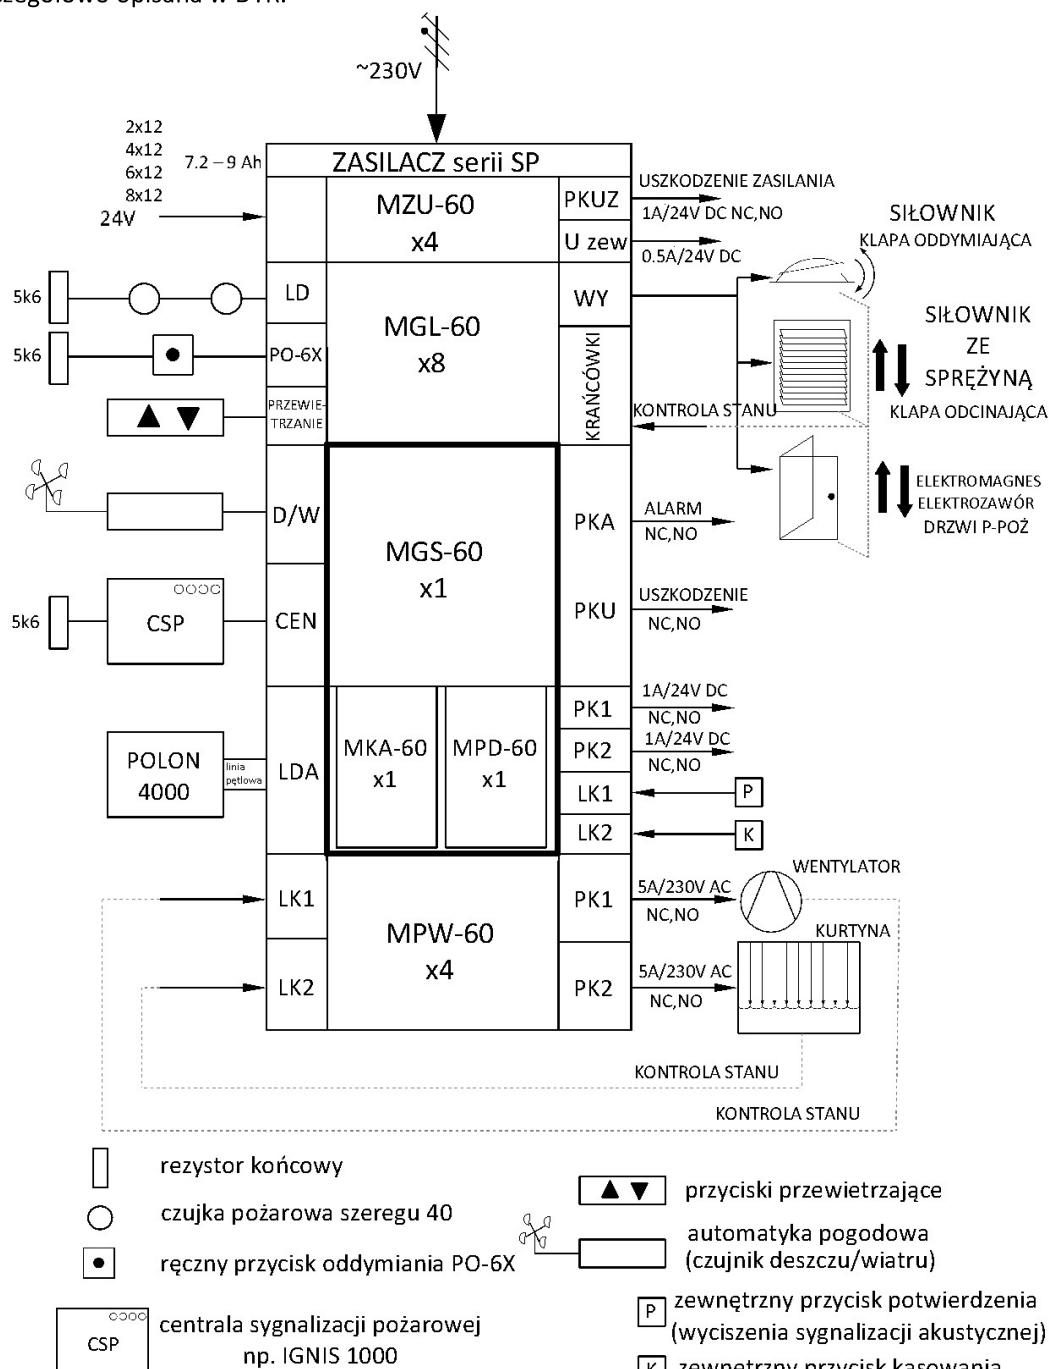 ~230V
2x12
4x12
6x12
8x12
7.2 – 9 Ah
24V
ZASILACZ serii SP
MZU-60
x4
PKUZ
USZKODZENIE ZASILANIA
1A/24V DC NC,NO
U zew
0.5A/24V DC
SIŁOWNIK
KLAPA ODDYMIAJĄCA
5k6
LD
MGL-60
x8
WY
SIŁOWNIK
ZE
SPRĘŻYNĄ
KLAPA ODCINAJĄCA
5k6
PO-6X
KRAŃCÓWKI
PRZEWIE-
TRZANIE
KONTROLA STANU
D/W
MGS-60
x1
PKA
ALARM
NC,NO
ELEKTROMAGNES
ELEKTROZAWÓR
DRZWI P-POŻ
5k6
CSP
CEN
PKU
USZKODZENIE
NC,NO
POLON
4000
linia
pętlowa
LDA
MKA-60
x1
MPD-60
x1
PK1
1A/24V DC
NC,NO
PK2
1A/24V DC
NC,NO
LK1
P
LK2
K
LK1
MPW-60
x4
PK1
5A/230V AC
NC,NO
WENTYLATOR
KURTYNA
LK2
PK2
5A/230V AC
NC,NO
KONTROLA STANU
KONTROLA STANU
rezystor końcowy
czujka pożarowa szeregu 40
ręczny przycisk oddymiania PO-6X
CSP
centrala sygnalizacji pożarowej
np. IGNIS 1000
przyciski przewietrzające
automatyka pogodowa
(czujnik deszczu/wiatru)
P
zewnętrzny przycisk potwierdzenia
(wyciszenia sygnalizacji akustycznej)
K
zewnętrzny przycisk kasowania